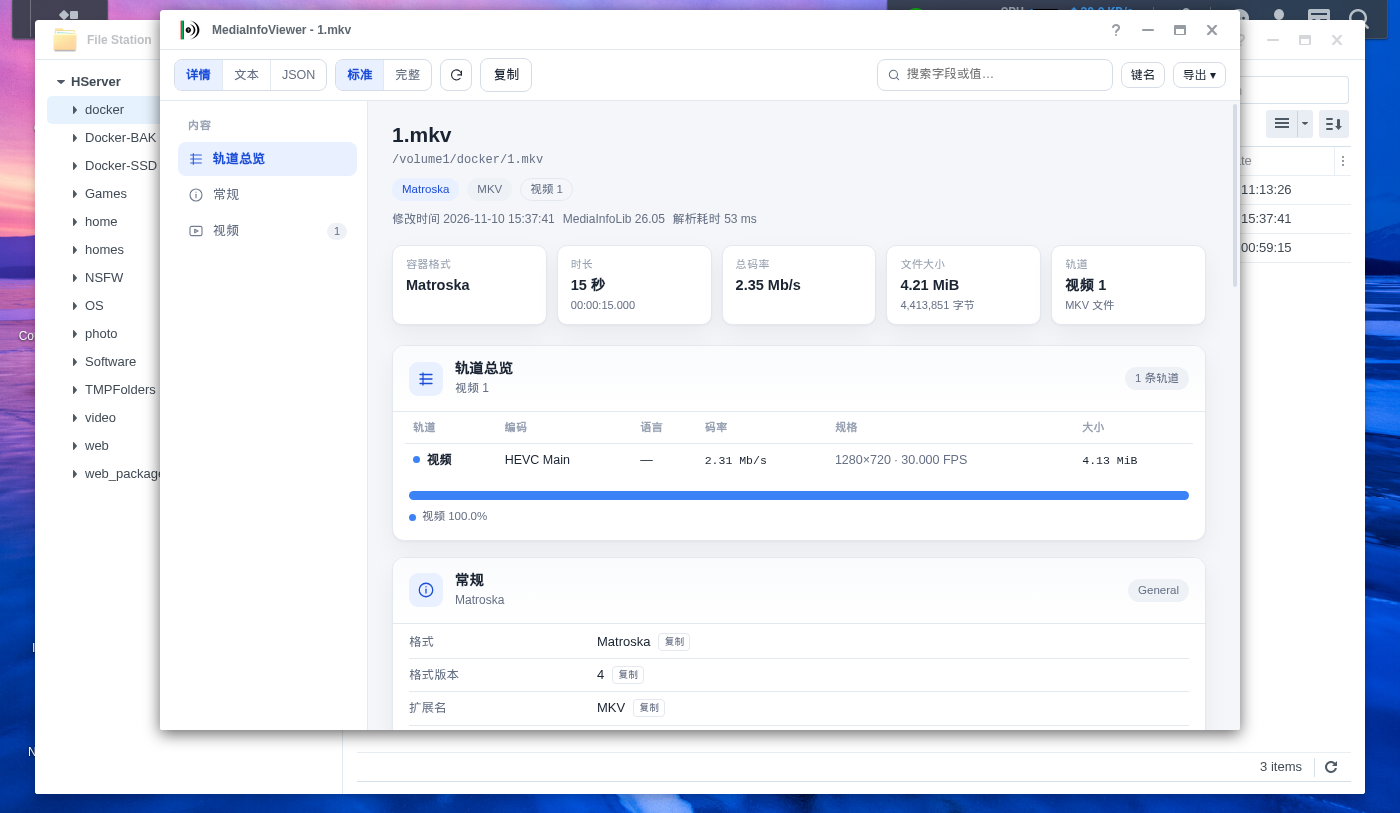 File Station
MediaInfoViewer - 1.mkv
详情 文本 JSON 标准 完整 复制 搜索字段或值… 键名 导出 ▾
HServer
docker
Docker-BAK
Docker-SSD
Games
home
homes
NSFW
OS
photo
Software
TMPFolders
video
web
web_package
内容
轨道总览
常规
视频 1
1.mkv
/volume1/docker/1.mkv
Matroska MKV 视频 1
修改时间 2026-11-10 15:37:41 MediaInfoLib 26.05 解析耗时 53 ms
容器格式 时长 总码率 文件大小 轨道
Matroska 15 秒 2.35 Mb/s 4.21 MiB 视频 1
00:00:15.000 4,413,851 字节 MKV 文件
轨道总览
视频 1
1 条轨道
轨道 编码 语言 码率 规格 大小
视频 HEVC Main — 2.31 Mb/s 1280×720 · 30.000 FPS 4.13 MiB
视频 100.0%
常规
Matroska
General
格式 Matroska 复制
格式版本 4 复制
扩展名 MKV 复制
11:13:26
15:37:41
00:59:15
3 items